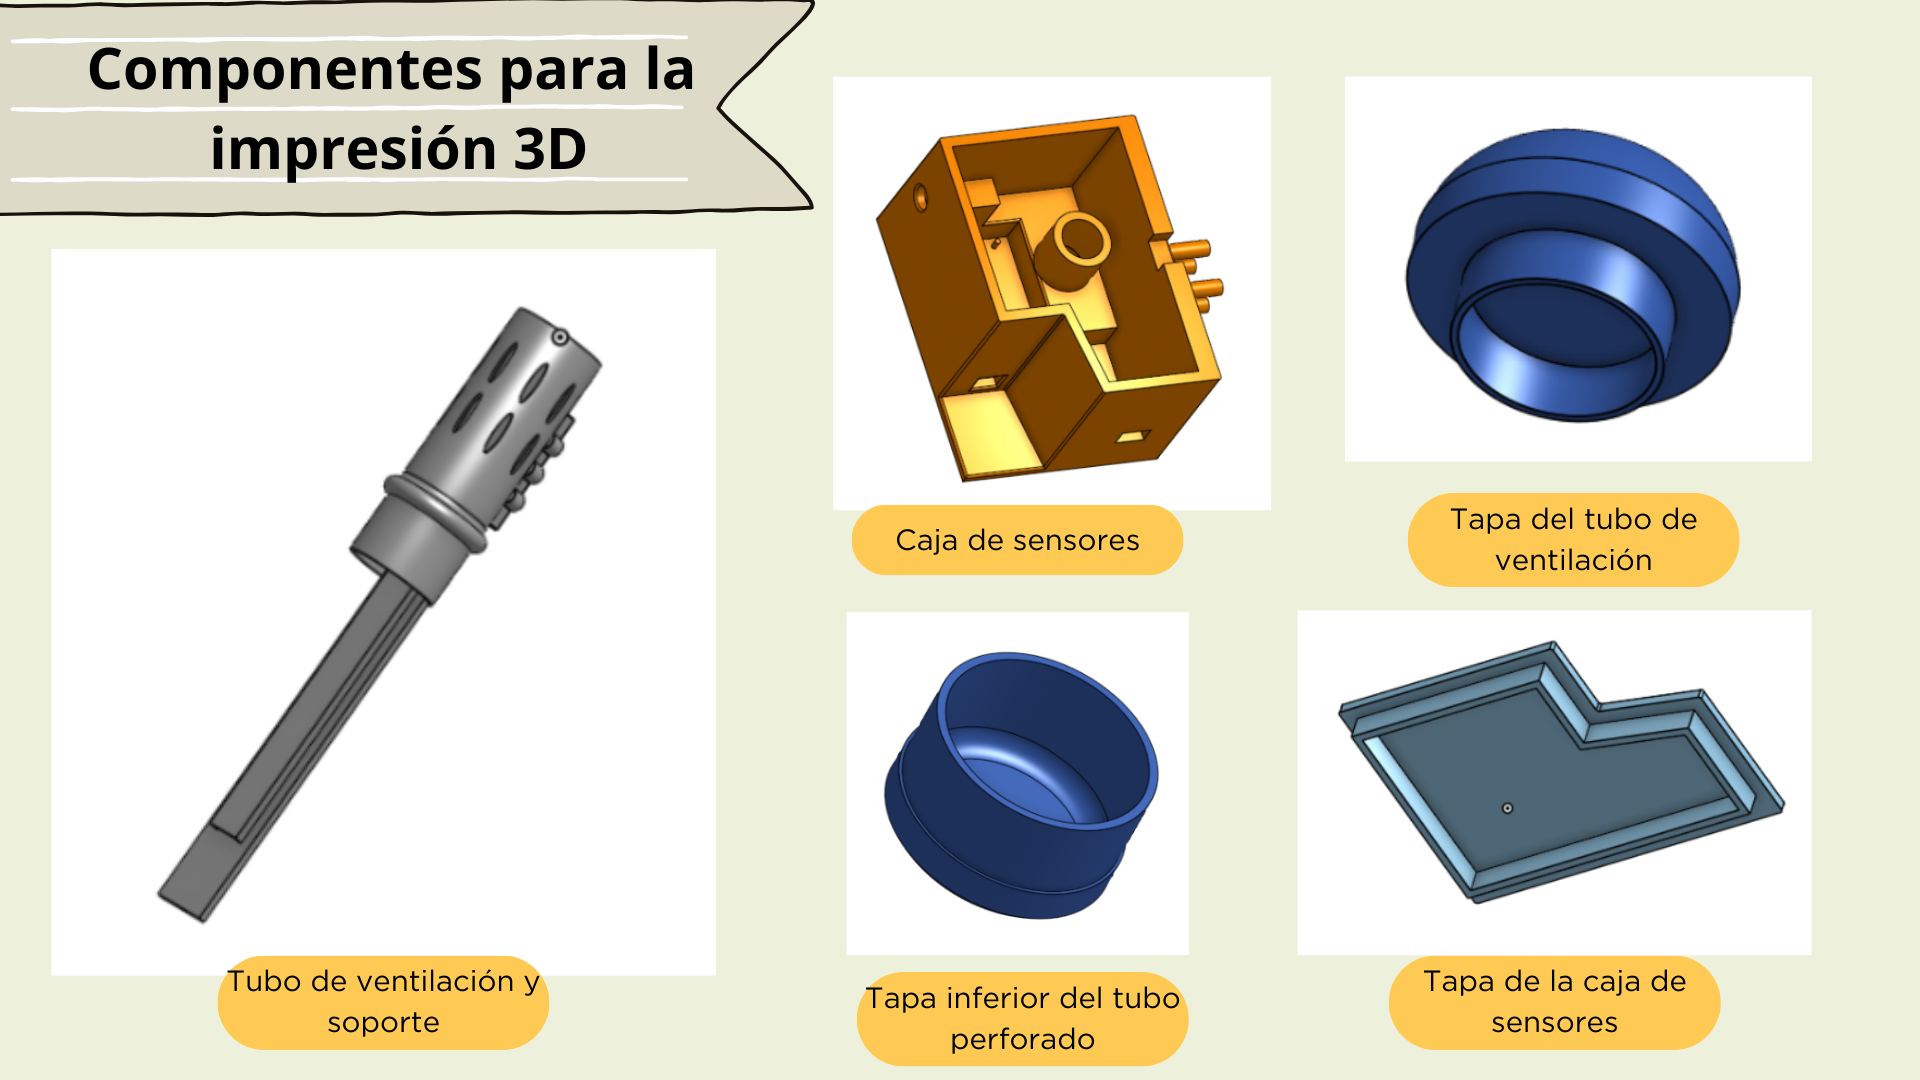 Componentes para la
impresión 3D
Caja de sensores
Tapa del tubo de
ventilación
Tubo de ventilación y
soporte
Tapa inferior del tubo
perforado
Tapa de la caja de
sensores